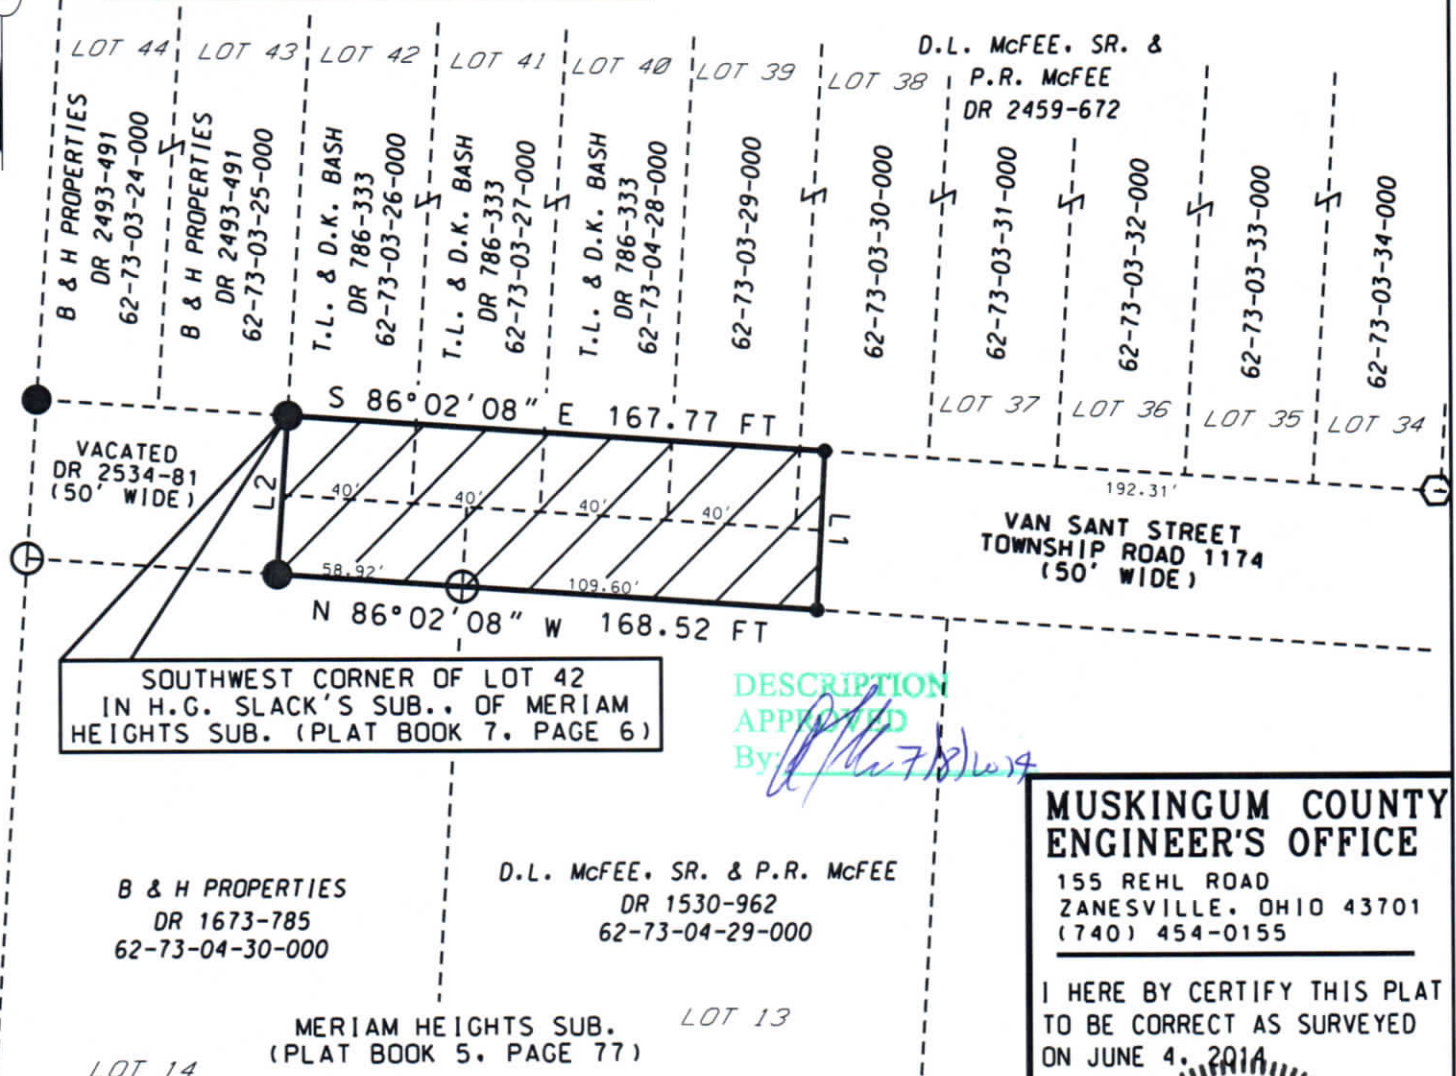 LOT 44
LOT 43
LOT 42
LOT 41
LOT 40
LOT 39
LOT 38
D.L. McFEE. SR. &
P.R. McFEE
DR 2459-672
B & H PROPERTIES
DR 2493-491
62-73-03-24-000
B & H PROPERTIES
DR 2493-491
62-73-03-25-000
T.L. & D.K. BASH
DR 786-333
62-73-03-26-000
T.L. & D.K. BASH
DR 786-333
62-73-03-27-000
T.L. & D.K. BASH
DR 786-333
62-73-04-28-000
62-73-03-29-000
62-73-03-30-000
62-73-03-31-000
62-73-03-32-000
62-73-03-33-000
62-73-03-34-000
LOT 37
LOT 36
LOT 35
LOT 34
S 86°02'08" E 167.77 FT
VACATED
DR 2534-81
(50' WIDE)
L2
40'
40'
40'
40'
L1
192.31'
VAN SANT STREET
TOWNSHIP ROAD 1174
(50' WIDE)
58.92'
109.60'
N 86°02'08" W 168.52 FT
SOUTHWEST CORNER OF LOT 42
IN H.G. SLACK'S SUB.. OF MERIAM
HEIGHTS SUB. (PLAT BOOK 7. PAGE 6)
DESCRIPTION
APPROVED
By: 7/8/2014
B & H PROPERTIES
DR 1673-785
62-73-04-30-000
D.L. McFEE. SR. & P.R. McFEE
DR 1530-962
62-73-04-29-000
MERIAM HEIGHTS SUB.
(PLAT BOOK 5. PAGE 77)
LOT 13
LOT 14
MUSKINGUM COUNTY
ENGINEER'S OFFICE
155 REHL ROAD
ZANESVILLE. OHIO 43701
(740) 454-0155
I HERE BY CERTIFY THIS PLAT
TO BE CORRECT AS SURVEYED
ON JUNE 4. 2014